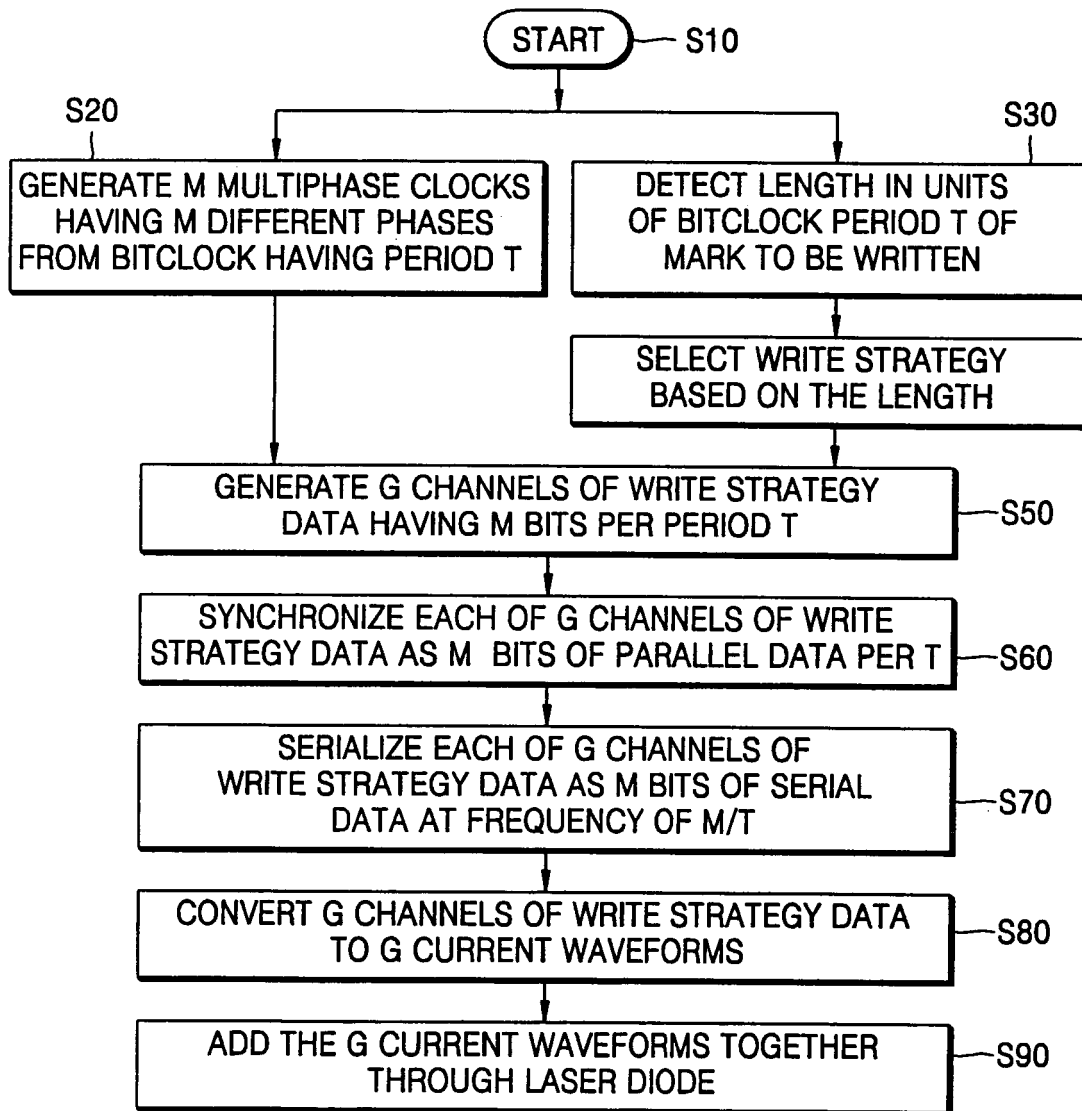 START
S10
S20
S30
GENERATE M MULTIPHASE CLOCKS
HAVING M DIFFERENT PHASES
FROM BITCLOCK HAVING PERIOD T
DETECT LENGTH IN UNITS
OF BITCLOCK PERIOD T OF
MARK TO BE WRITTEN
SELECT WRITE STRATEGY
BASED ON THE LENGTH
GENERATE G CHANNELS OF WRITE STRATEGY
DATA HAVING M BITS PER PERIOD T
S50
SYNCHRONIZE EACH OF G CHANNELS OF WRITE
STRATEGY DATA AS M BITS OF PARALLEL DATA PER T
S60
SERIALIZE EACH OF G CHANNELS OF
WRITE STRATEGY DATA AS M BITS OF SERIAL
DATA AT FREQUENCY OF M/T
S70
CONVERT G CHANNELS OF WRITE STRATEGY DATA
TO G CURRENT WAVEFORMS
S80
ADD THE G CURRENT WAVEFORMS TOGETHER
THROUGH LASER DIODE
S90